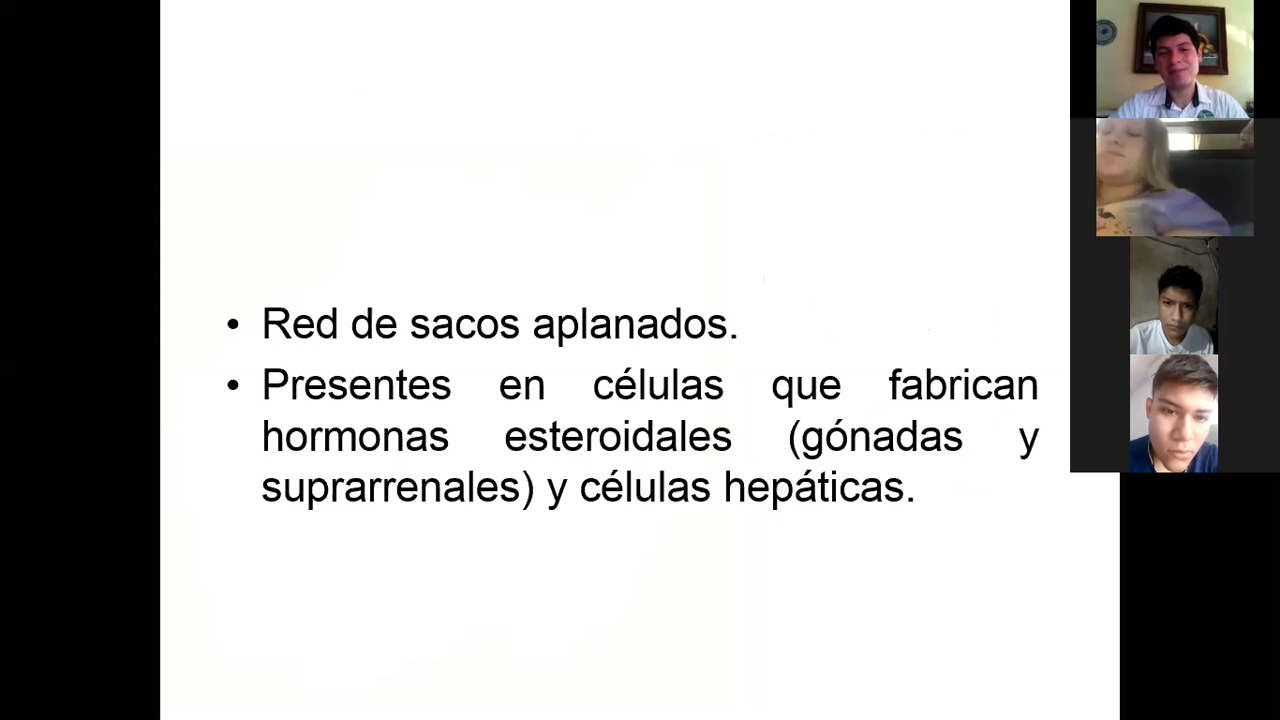 • Red de sacos aplanados.
• Presentes en células que fabrican
hormonas esteroidales (gónadas y
suprarrenales) y células hepáticas.